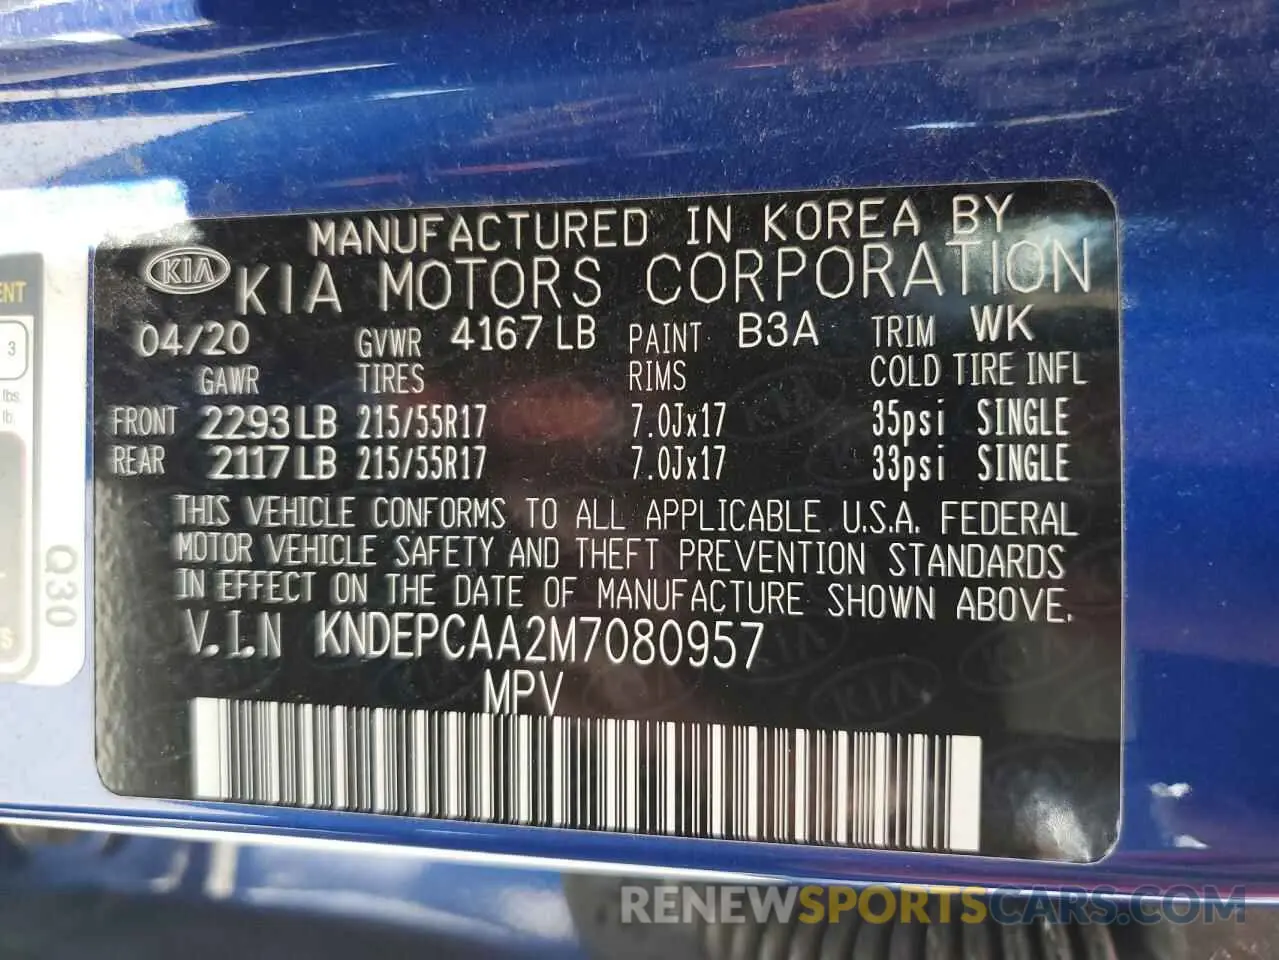 MANUFACTURED IN KOREA BY
KIA
KIA MOTORS CORPORATION
04/20 GVWR 4167 LB PAINT B3A TRIM WK
GAWR TIRES RIMS COLD TIRE INFL
FRONT 2293 LB 215/55R17 7.0Jx17 35psi SINGLE
REAR 2117 LB 215/55R17 7.0Jx17 33psi SINGLE
THIS VEHICLE CONFORMS TO ALL APPLICABLE U.S.A. FEDERAL
MOTOR VEHICLE SAFETY AND THEFT PREVENTION STANDARDS
IN EFFECT ON THE DATE OF MANUFACTURE SHOWN ABOVE.
V.I.N KNDEPCAA2M7080957
MPV
3
lbs.
lb.
Q30
RENEWSPORTSCARS.COM